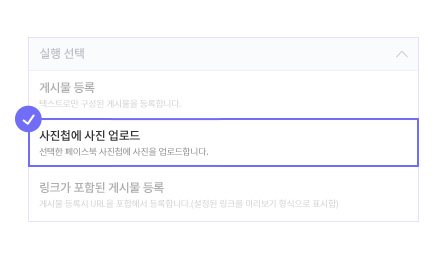 실행 선택
게시물 등록
텍스트로만 구성된 게시물을 등록합니다.
사진첩에 사진 업로드
선택한 페이스북 사진첩에 사진을 업로드합니다.
링크가 포함된 게시물 등록
게시물 등록시 URL을 포함해서 등록합니다.(설정된 링크를 미리보기 형식으로 표시함)